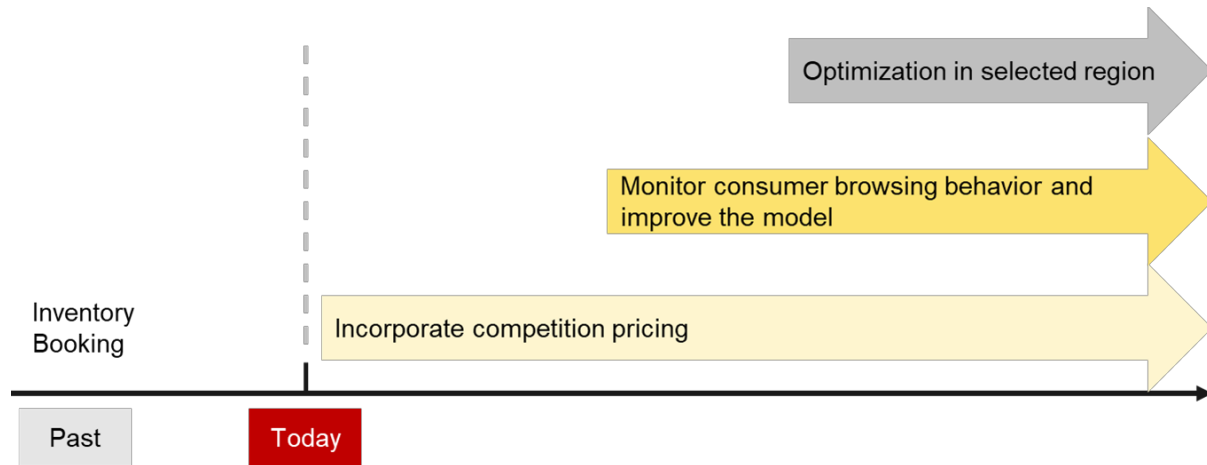 Optimization in selected region
Monitor consumer browsing behavior and
improve the model
Inventory
Booking
Incorporate competition pricing
Past
Today